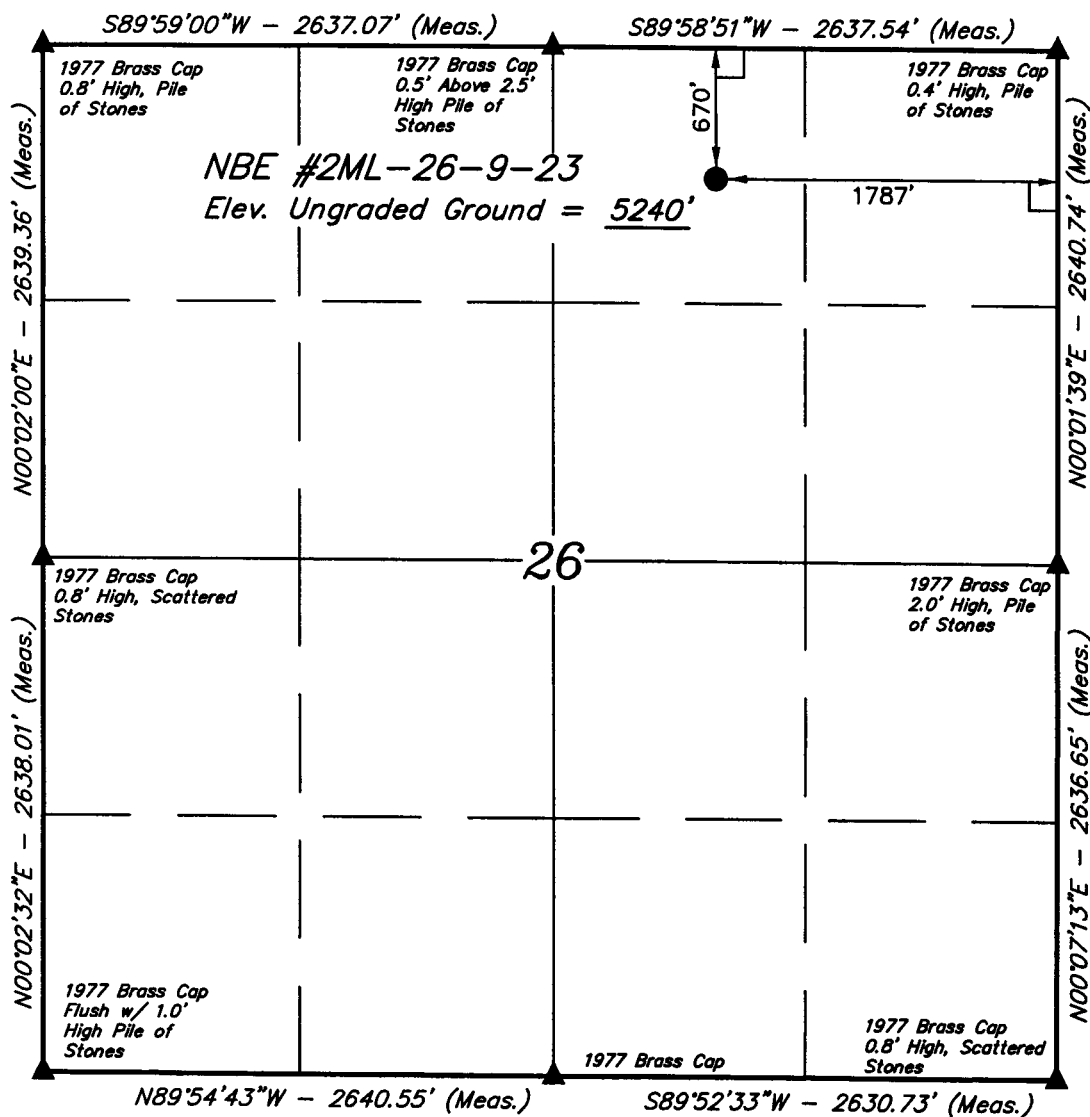 S89°59'00"W - 2637.07' (Meas.)
S89°58'51"W - 2637.54' (Meas.)
1977 Brass Cap
0.8' High, Pile
of Stones
1977 Brass Cap
0.5' Above 2.5'
High Pile of
Stones
1977 Brass Cap
0.4' High, Pile
of Stones
670'
1787'
NBE #2ML-26-9-23
Elev. Ungraded Ground = 5240'
N00°02'00"E - 2639.36' (Meas.)
N00°01'39"E - 2640.74' (Meas.)
26
1977 Brass Cap
0.8' High, Scattered
Stones
1977 Brass Cap
2.0' High, Pile
of Stones
N00°02'32"E - 2638.01' (Meas.)
N00°07'13"E - 2636.65' (Meas.)
1977 Brass Cap
Flush w/ 1.0'
High Pile of
Stones
1977 Brass Cap
1977 Brass Cap
0.8' High, Scattered
Stones
N89°54'43"W - 2640.55' (Meas.)
S89°52'33"W - 2630.73' (Meas.)